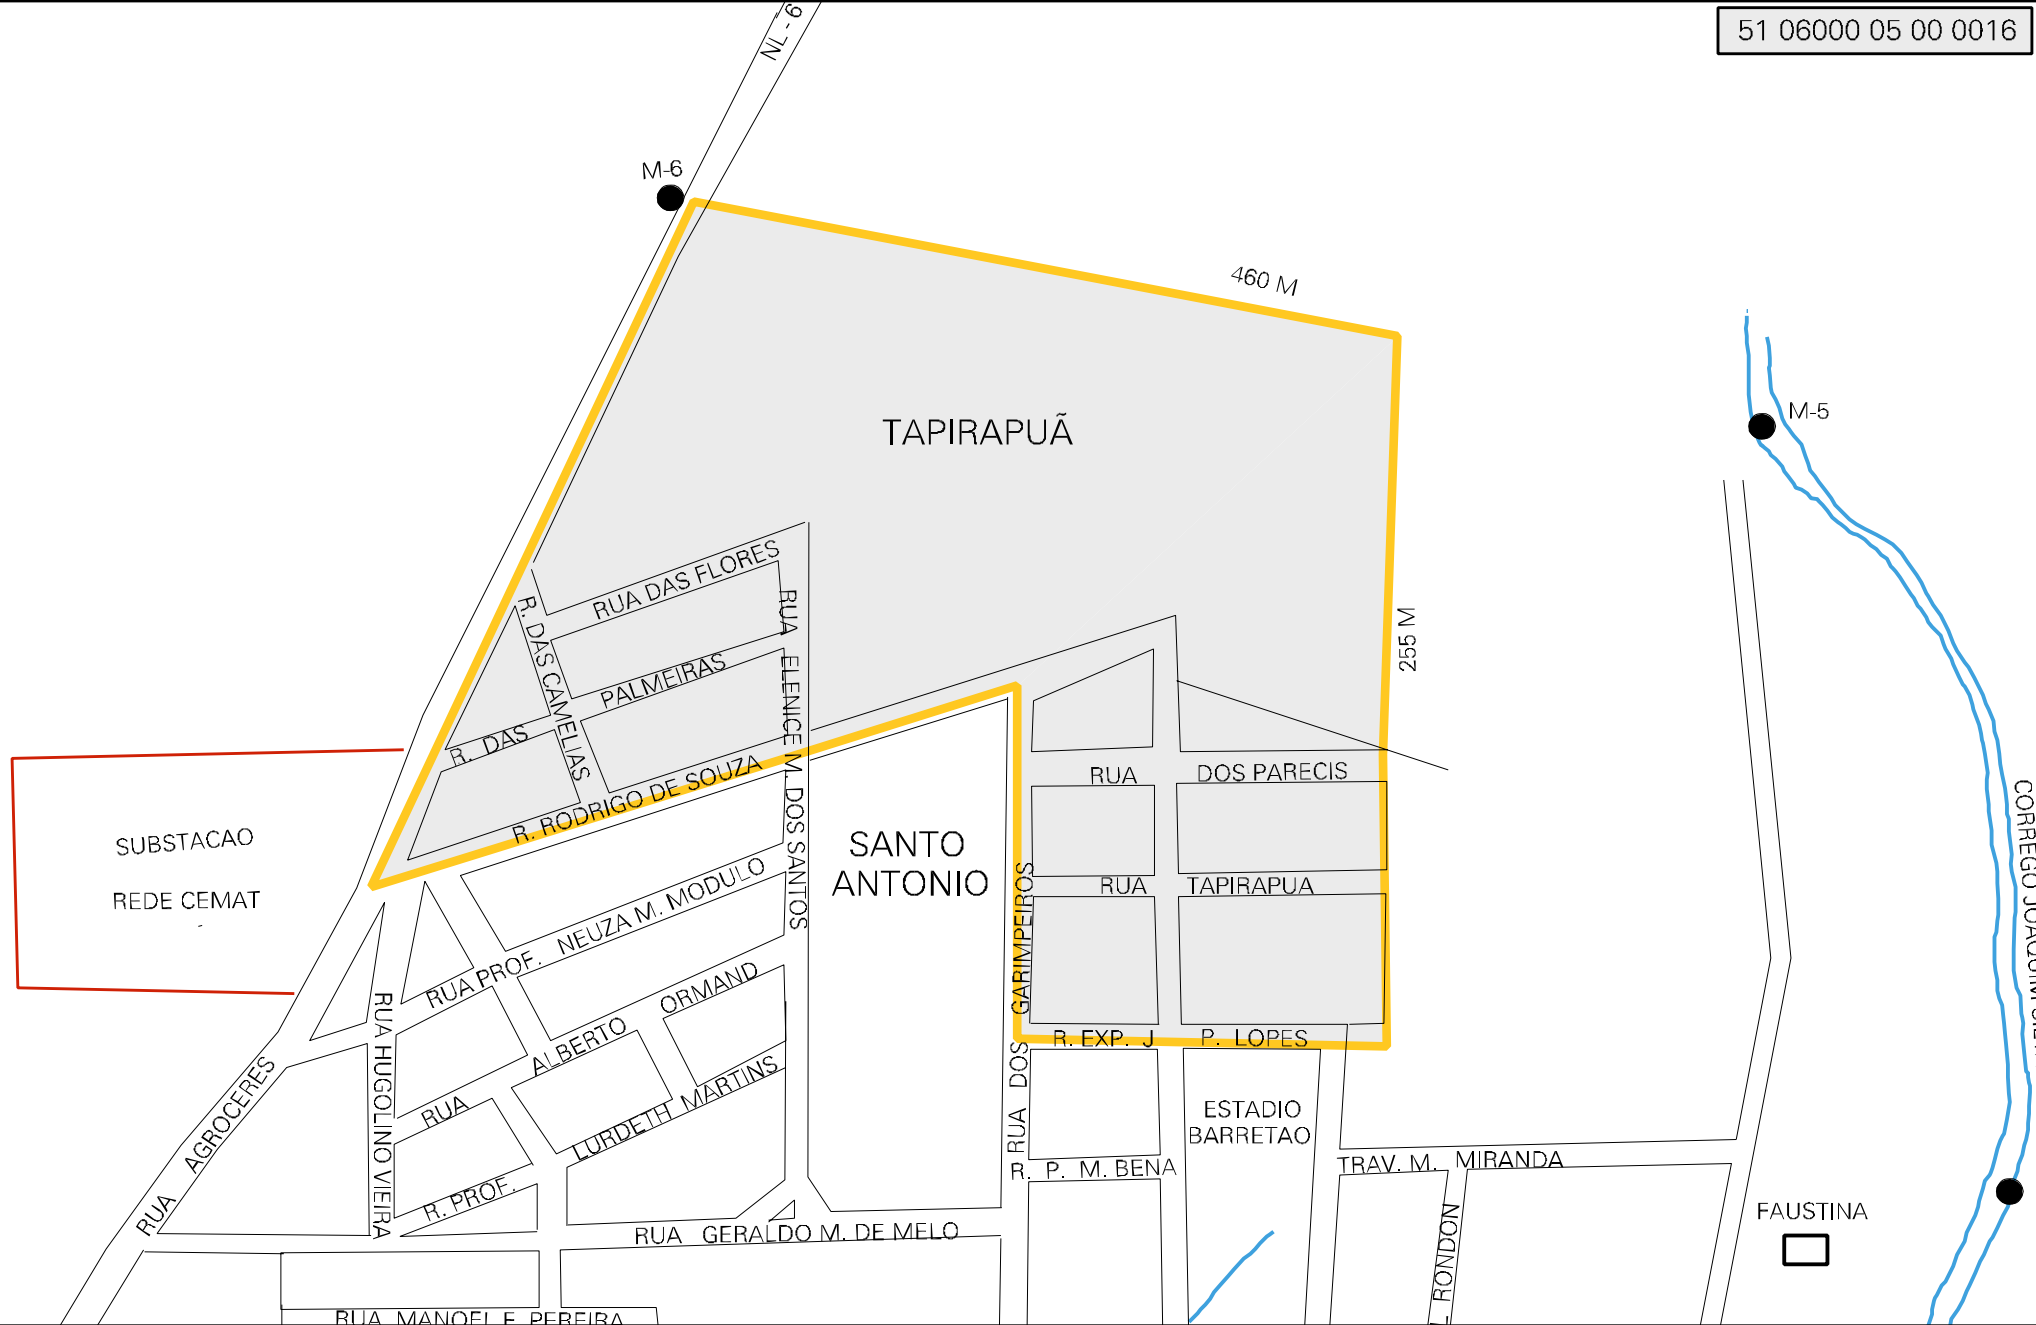 51 06000 05 00 0016
NL - 6
M-6
460 M
M-5
TAPIRAPUÃ
255 M
RUA DAS FLORES
R. DAS CAMELIAS
RUA ELENICE M. DOS SANTOS
R. DAS PALMEIRAS
R. RODRIGO DE SOUZA
RUA DOS PARECIS
SUBSTACAO
REDE CEMAT
SANTO
ANTONIO
RUA TAPIRAPUA
RUA PROF. NEUZA M. MODULO
RUA DOS GARIMPEIROS
R. EXP. J P. LOPES
RUA ALBERTO ORMAND
RUA HUGOLINO VIEIRA
RUA AGROCERES
R. PROF. LURDETH MARTINS
ESTADIO
BARRETAO
R. P. M. BENA
TRAV. M. MIRANDA
FAUSTINA
RUA GERALDO M. DE MELO
L RONDON
RUA MANOEL F. PEREIRA
CORREGO JOAQUIM